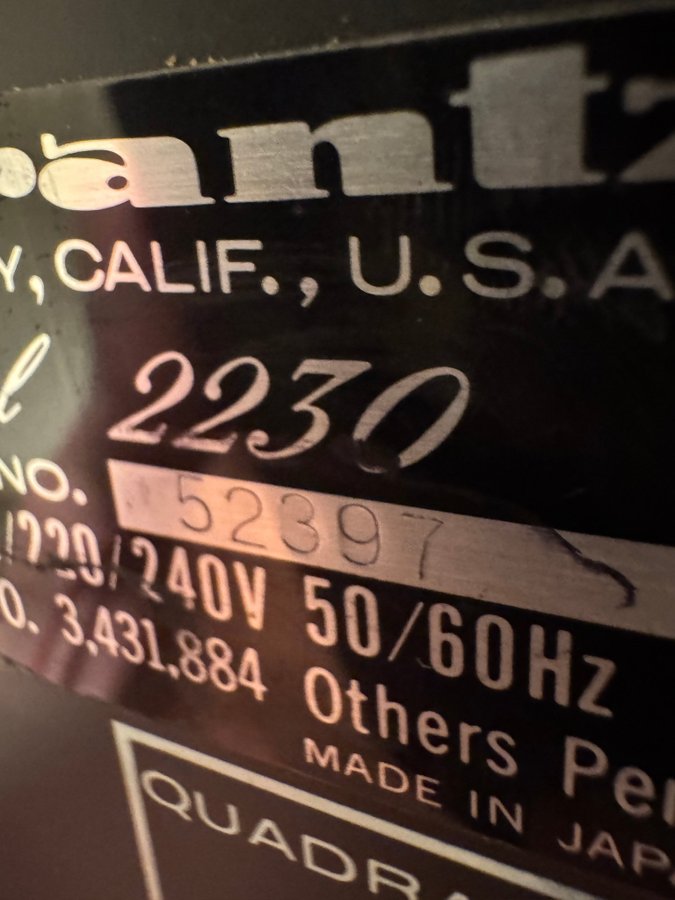 antz
Y, CALIF., U.S.A
l 2230
NO. 52397
/220/240V 50/60Hz
O. 3,431,884 Others Pe
MADE IN JAP
QUADR